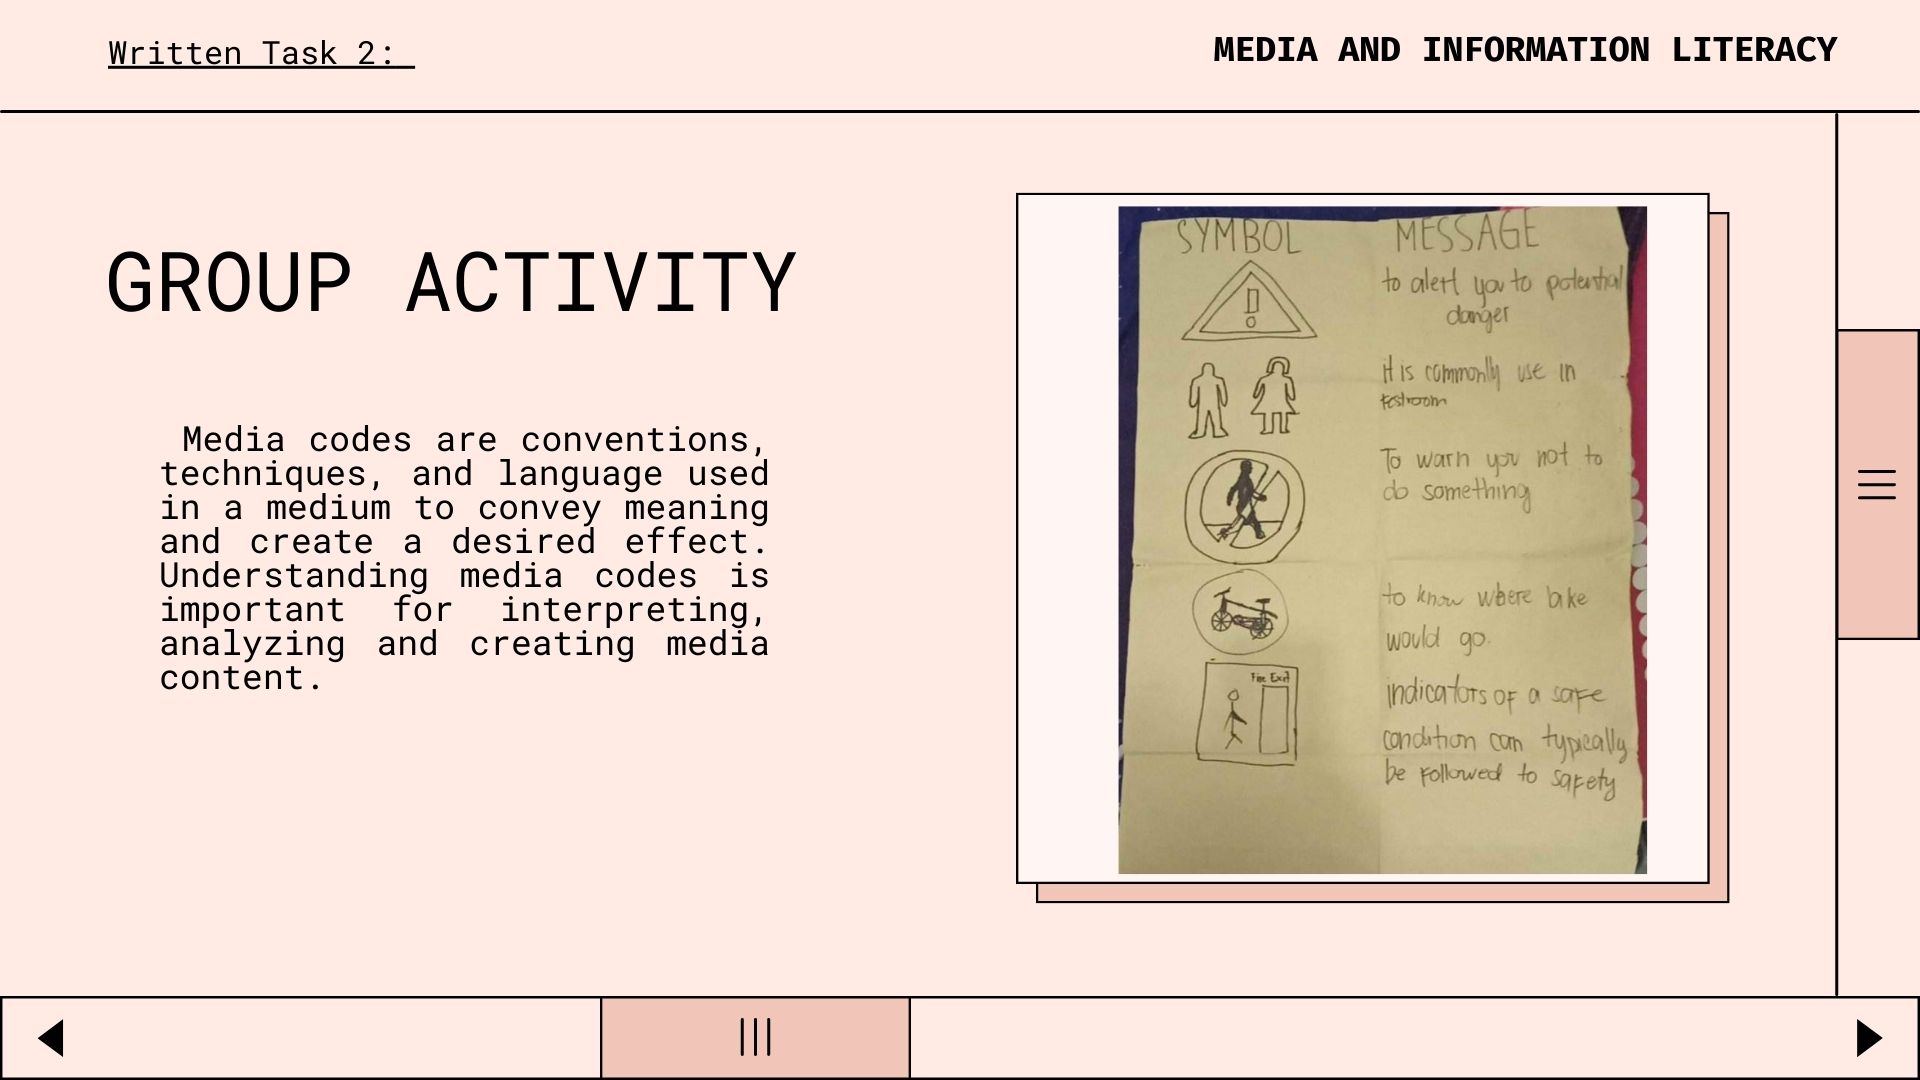 Written Task 2:
MEDIA AND INFORMATION LITERACY
GROUP ACTIVITY
Media codes are conventions,
techniques, and language used
in a medium to convey meaning
and create a desired effect.
Understanding media codes is
important for interpreting,
analyzing and creating media
content.
SYMBOL MESSAGE
to alert you to potential
danger
it is commonly use in
restroom
To warn you not to
do something
to know where bike
would go.
Fire Exit
indicators of a safe
condition can typically
be followed to safety